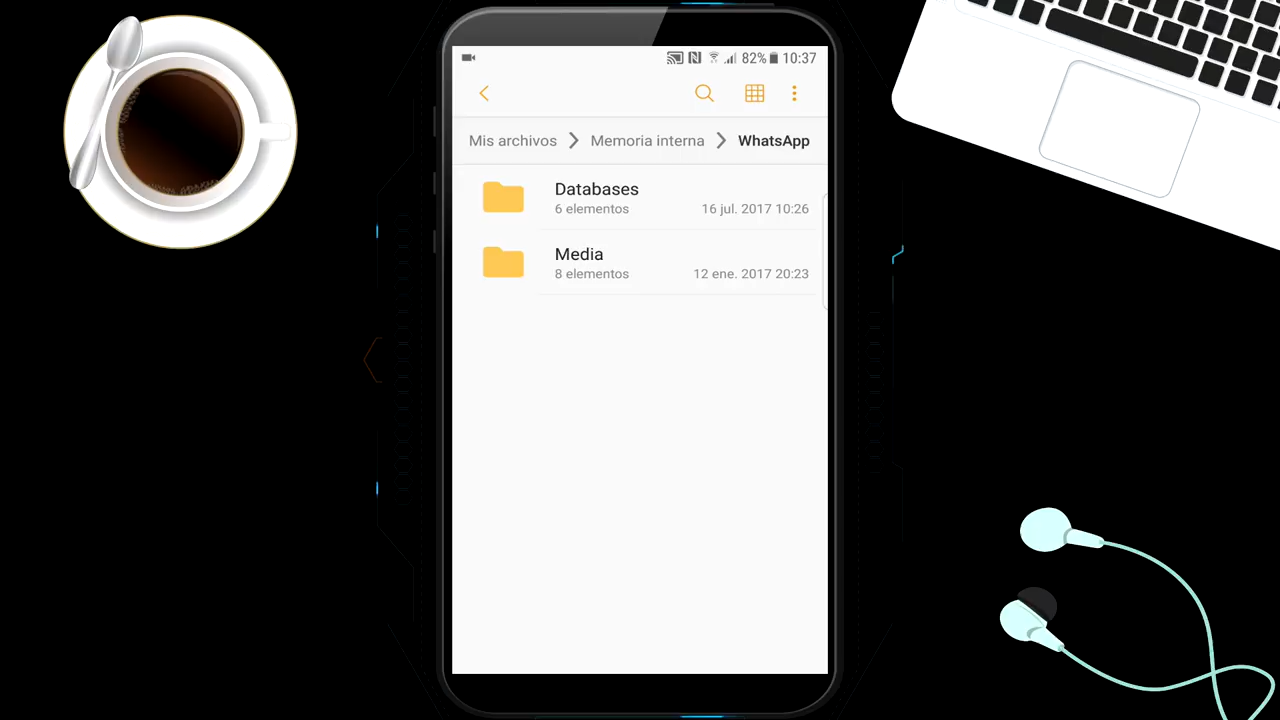 82% 10:37
Mis archivos Memoria interna WhatsApp
Databases
6 elementos 16 jul. 2017 10:26
Media
8 elementos 12 ene. 2017 20:23